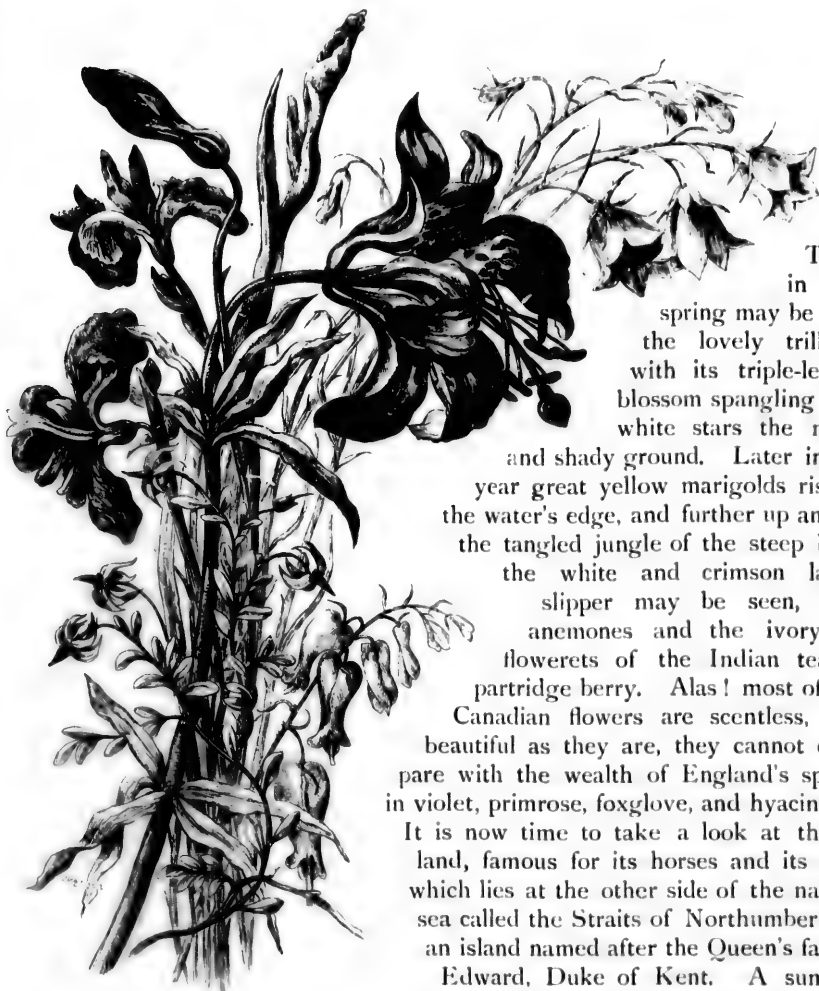 T
in
spring may be
the lovely trill
with its triple-le
blossom spangling
white stars the
and shady ground. Later in
year great yellow marigolds ris
the water's edge, and further up an
the tangled jungle of the steep
the white and crimson la
slipper may be seen,
anemones and the ivory
flowerets of the Indian te
partridge berry. Alas! most of
Canadian flowers are scentless,
beautiful as they are, they cannot
pare with the wealth of England's sp
in violet, primrose, foxglove, and hyacin
It is now time to take a look at th
land, famous for its horses and its
which lies at the other side of the na
sea called the Straits of Northumber
an island named after the Queen's fa
Edward, Duke of Kent. A sun